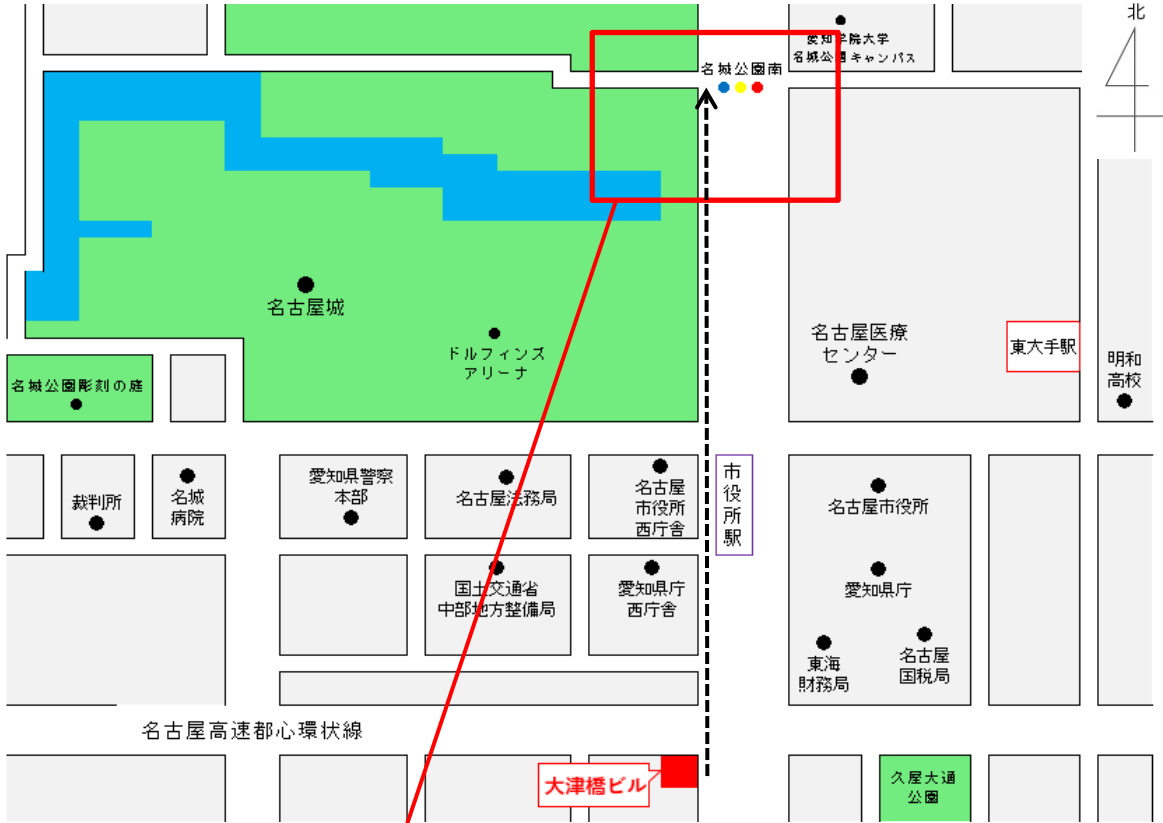 北
愛知学院大学
名城公園キャンパス
名城公園南
名古屋城
ドルフィンズ
アリーナ
名古屋医療
センター
東大手駅
明和
高校
名城公園彫刻の庭
裁判所
名城
病院
愛知県警察
本部
名古屋法務局
名古屋
市役所
西庁舎
市役所駅
名古屋市役所
国土交通省
中部地方整備局
愛知県庁
西庁舎
愛知県庁
東海
財務局
名古屋
国税局
名古屋高速都心環状線
大津橋ビル
久屋大通
公園